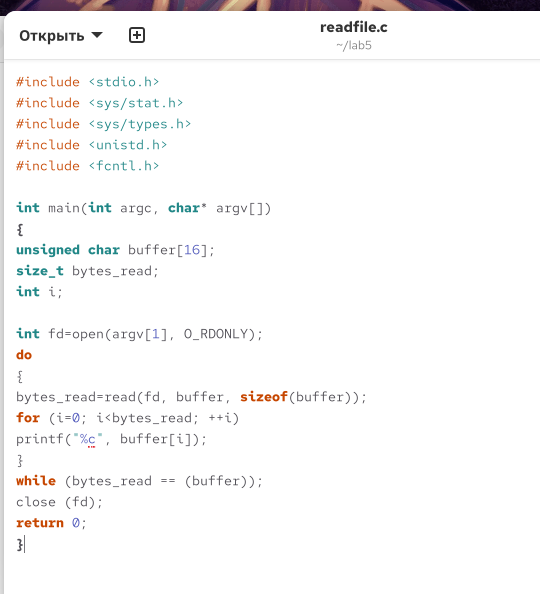 Открыть
readfile.c
~/lab5
#include <stdio.h>
#include <sys/stat.h>
#include <sys/types.h>
#include <unistd.h>
#include <fcntl.h>
int main(int argc, char* argv[])
{
unsigned char buffer[16];
size_t bytes_read;
int i;
int fd=open(argv[1], O_RDONLY);
do
{
bytes_read=read(fd, buffer, sizeof(buffer));
for (i=0; i<bytes_read; ++i)
printf("%c", buffer[i]);
}
while (bytes_read == (buffer));
close (fd);
return 0;
}